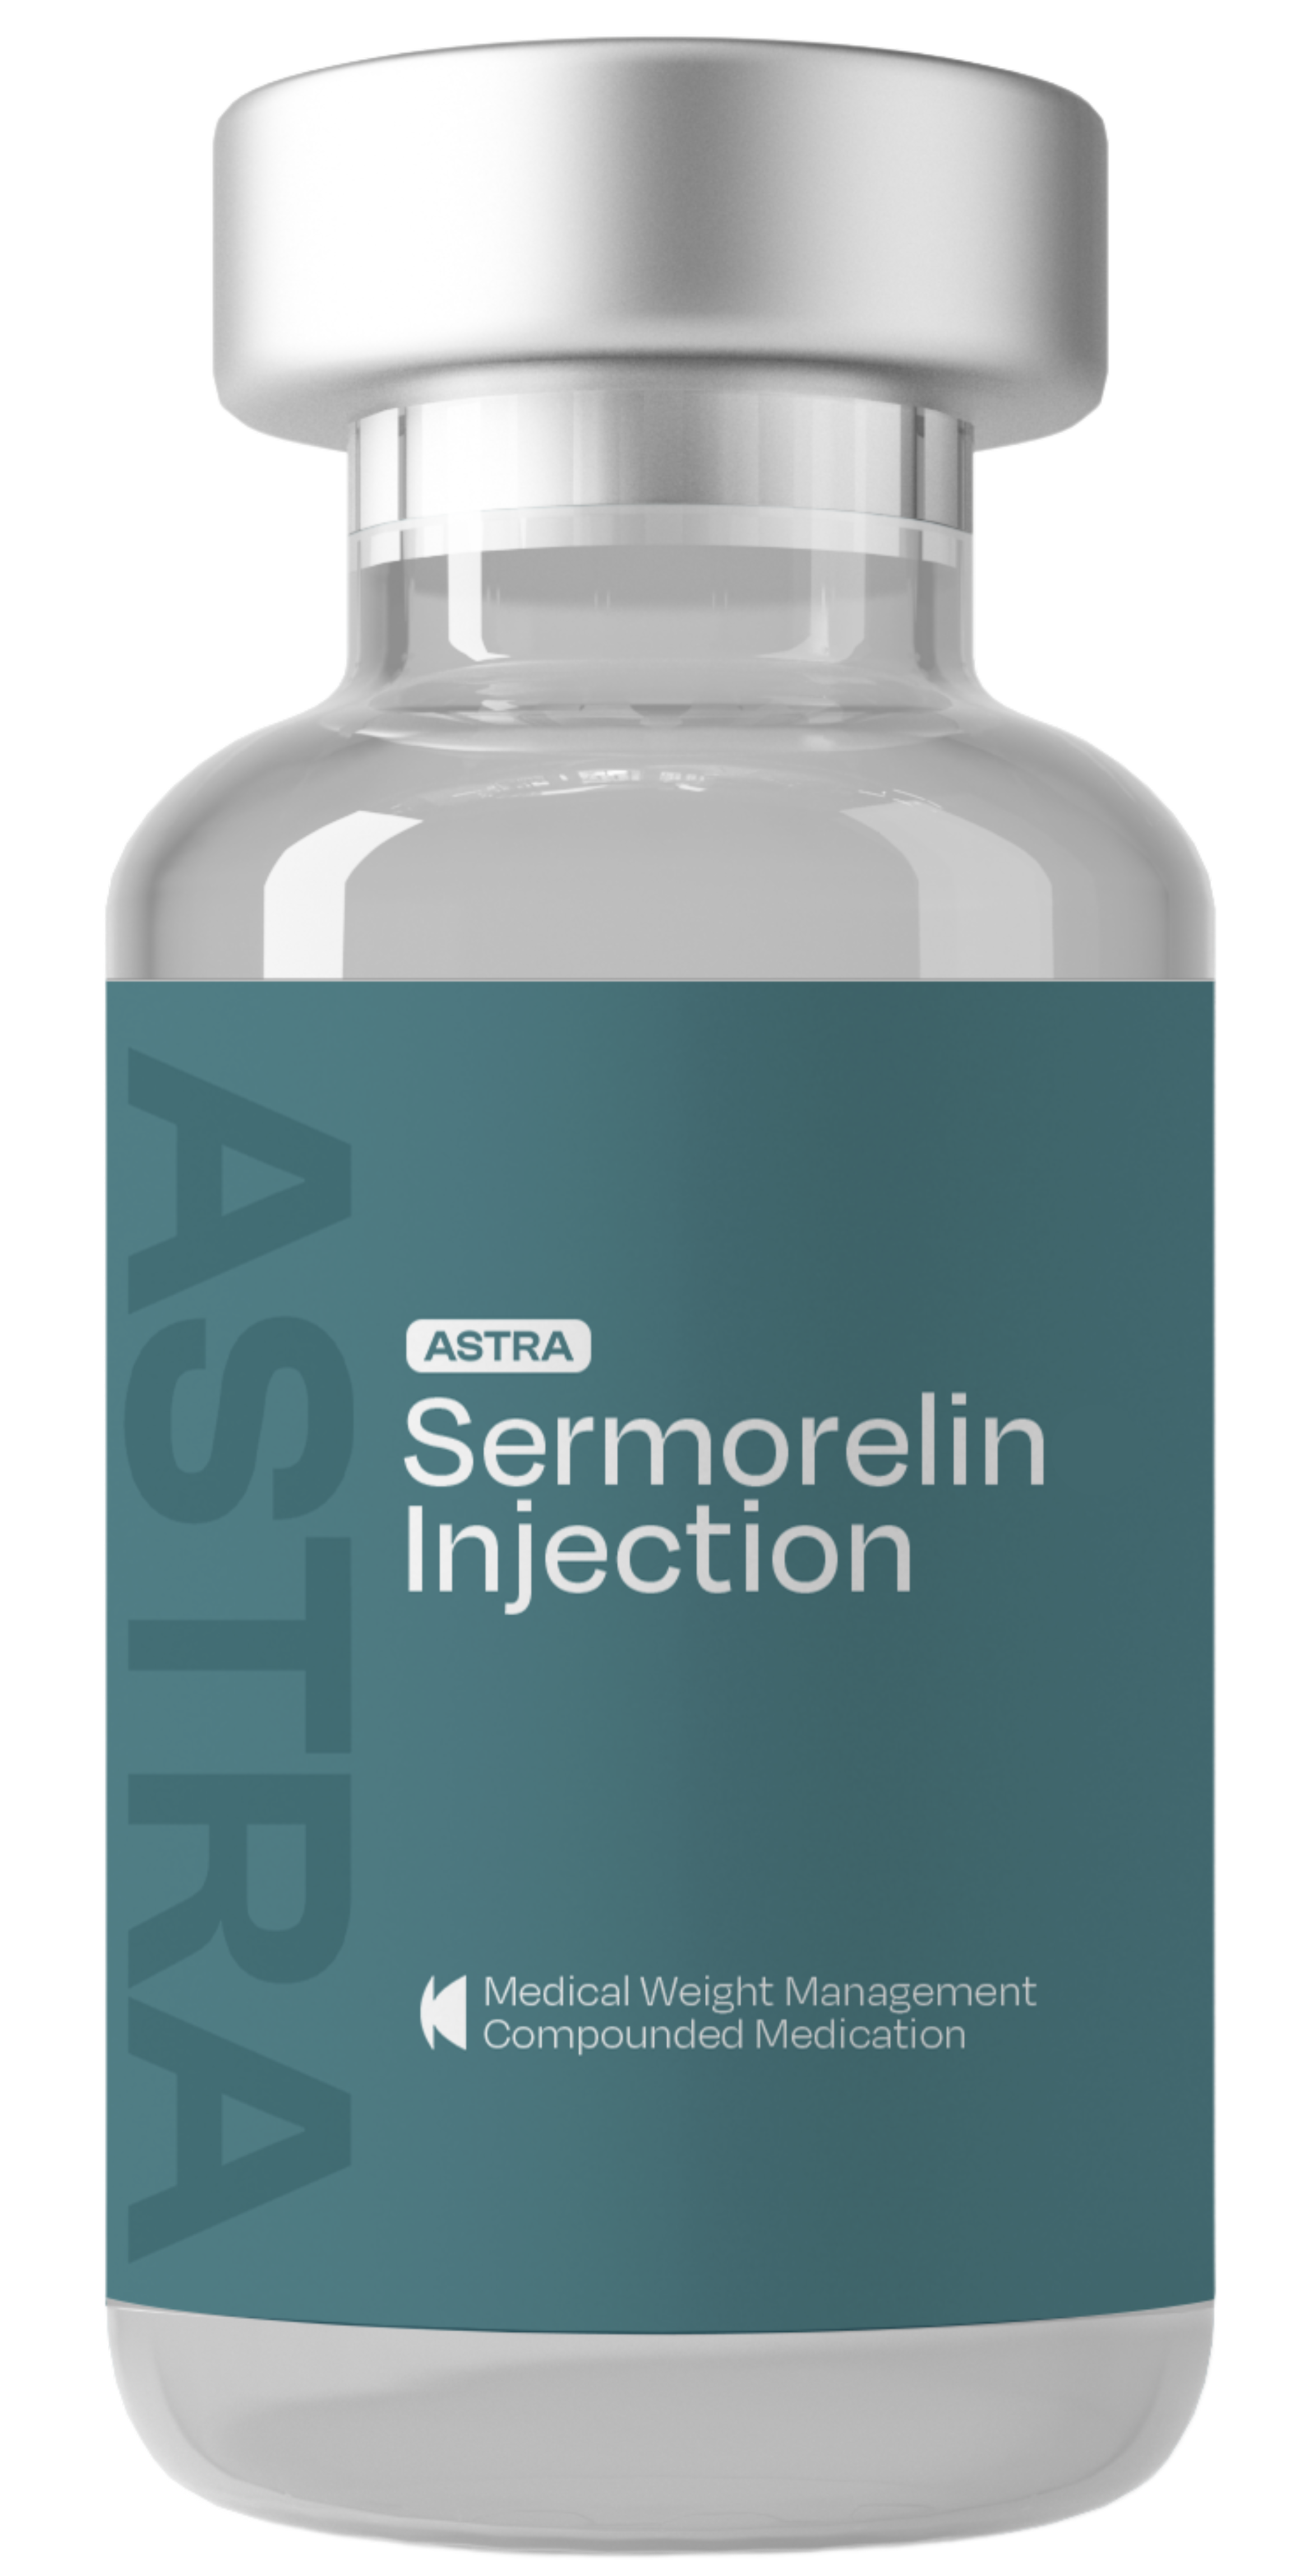 ASTRA
ASTRA
Sermorelin
Injection
Medical Weight Management
Compounded Medication